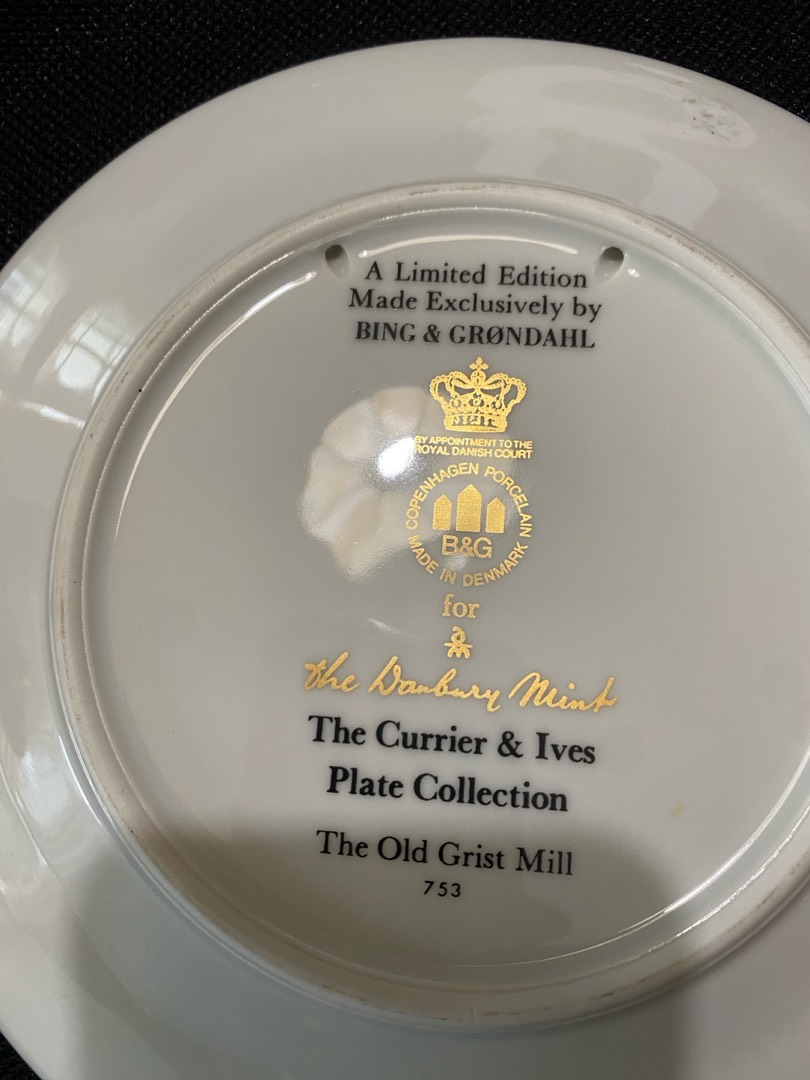 A Limited Edition
Made Exclusively by
BING & GRØNDAHL
BY APPOINTMENT TO THE
ROYAL DANISH COURT
COPENHAGEN PORCELAIN
B&G
MADE IN DENMARK
for
the Danbury Mint
The Currier & Ives
Plate Collection
The Old Grist Mill
753